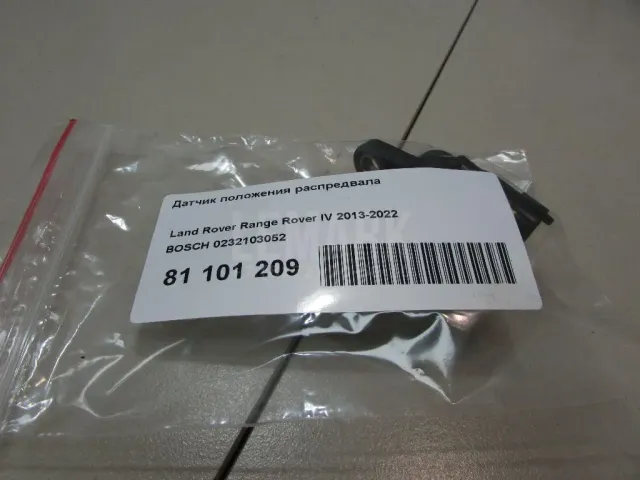 Датчик положения распредвала
Land Rover Range Rover IV 2013-2022
BOSCH 0232103052
81 101 209